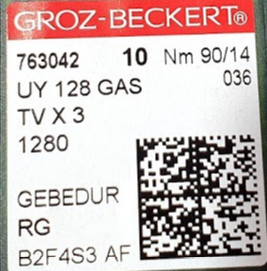 GROZ-BECKERT®
763042 10 Nm 90/14
036
UY 128 GAS
TV X 3
1280
GEBEDUR
RG
B2F4S3 AF